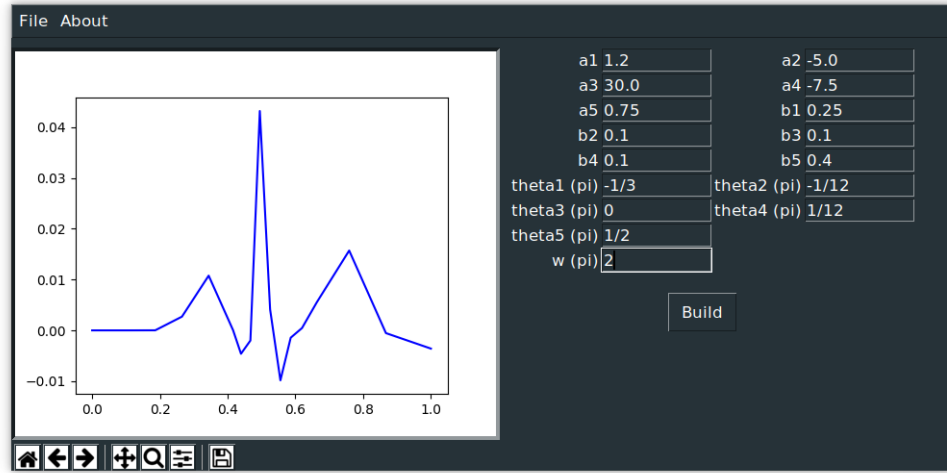 File About
a1 1.2 a2 -5.0
a3 30.0 a4 -7.5
a5 0.75 b1 0.25
b2 0.1 b3 0.1
b4 0.1 b5 0.4
theta1 (pi) -1/3 theta2 (pi) -1/12
theta3 (pi) 0 theta4 (pi) 1/12
theta5 (pi) 1/2
w (pi) 2
Build
0.04
0.03
0.02
0.01
0.00
−0.01
0.0 0.2 0.4 0.6 0.8 1.0